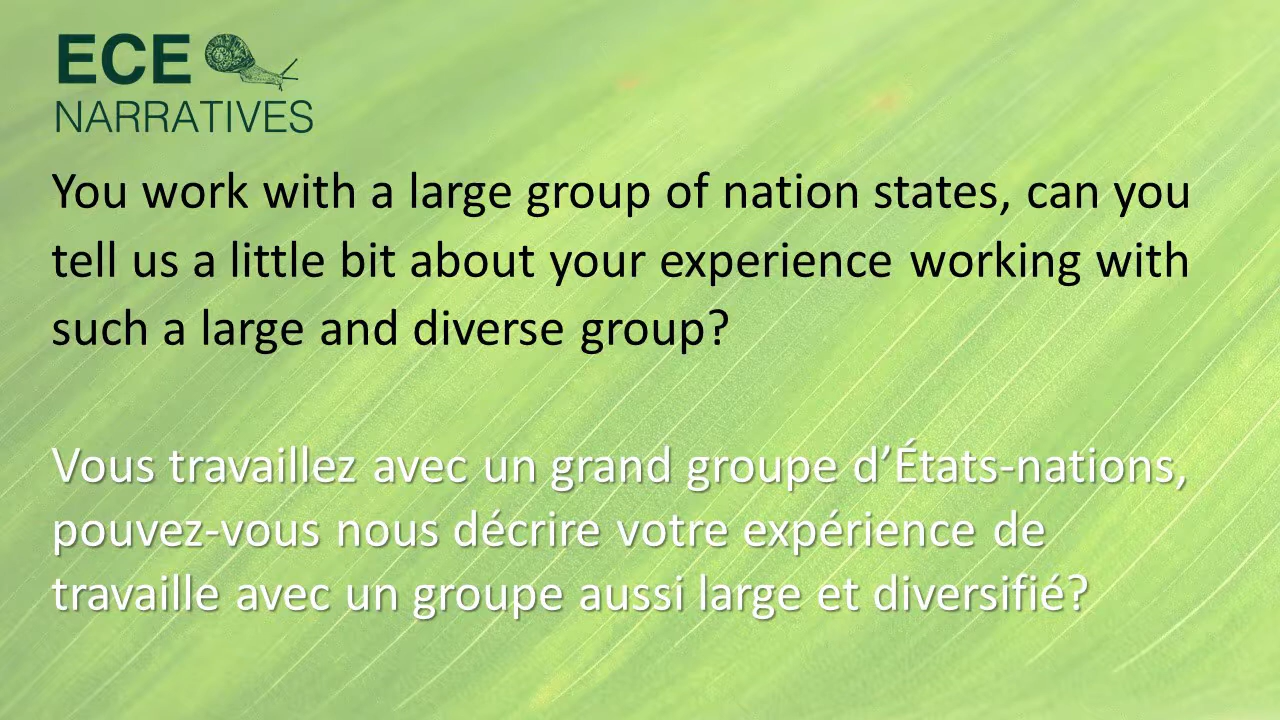 ECE
NARRATIVES
You work with a large group of nation states, can you
tell us a little bit about your experience working with
such a large and diverse group?
Vous travaillez avec un grand groupe d’États-nations,
pouvez-vous nous décrire votre expérience de
travaille avec un groupe aussi large et diversifié?